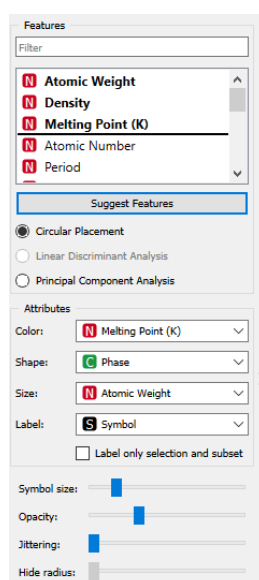 Features
Filter
N Atomic Weight
N Density
N Melting Point (K)
N Atomic Number
N Period
Suggest Features
Circular Placement
Linear Discriminant Analysis
Principal Component Analysis
Attributes
Color: N Melting Point (K)
Shape: C Phase
Size: N Atomic Weight
Label: S Symbol
Label only selection and subset
Symbol size:
Opacity:
Jittering:
Hide radius: